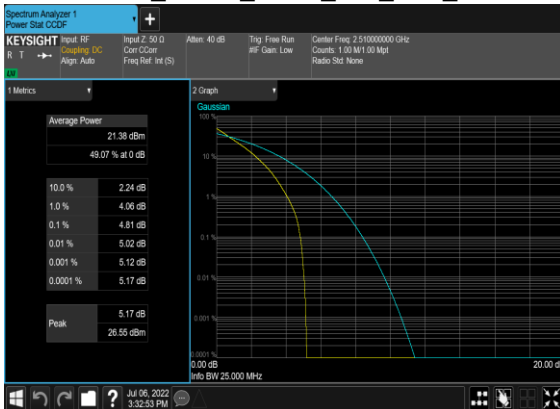 Spectrum Analyzer 1
Power Stat CCDF
+
KEYSIGHT
R T
LXI
Input: RF
Coupling: DC
Align: Auto
Input Z: 50 Ω
Corr CCorr
Freq Ref: Int (S)
Atten: 40 dB
Trig: Free Run
#IF Gain: Low
Center Freq: 2.510000000 GHz
Counts: 1.00 M/1.00 Mpt
Radio Std: None
1 Metrics
Average Power
21.38 dBm
49.07 % at 0 dB
10.0 % 2.24 dB
1.0 % 4.06 dB
0.1 % 4.81 dB
0.01 % 5.02 dB
0.001 % 5.12 dB
0.0001 % 5.17 dB
Peak
5.17 dB
26.55 dBm
2 Graph
Gaussian
100 %
10 %
1 %
0.1 %
0.01 %
0.001 %
0.0001 %
0.00 dB
20.00 d
Info BW 25.000 MHz
?
Jul 06, 2022
3:32:53 PM